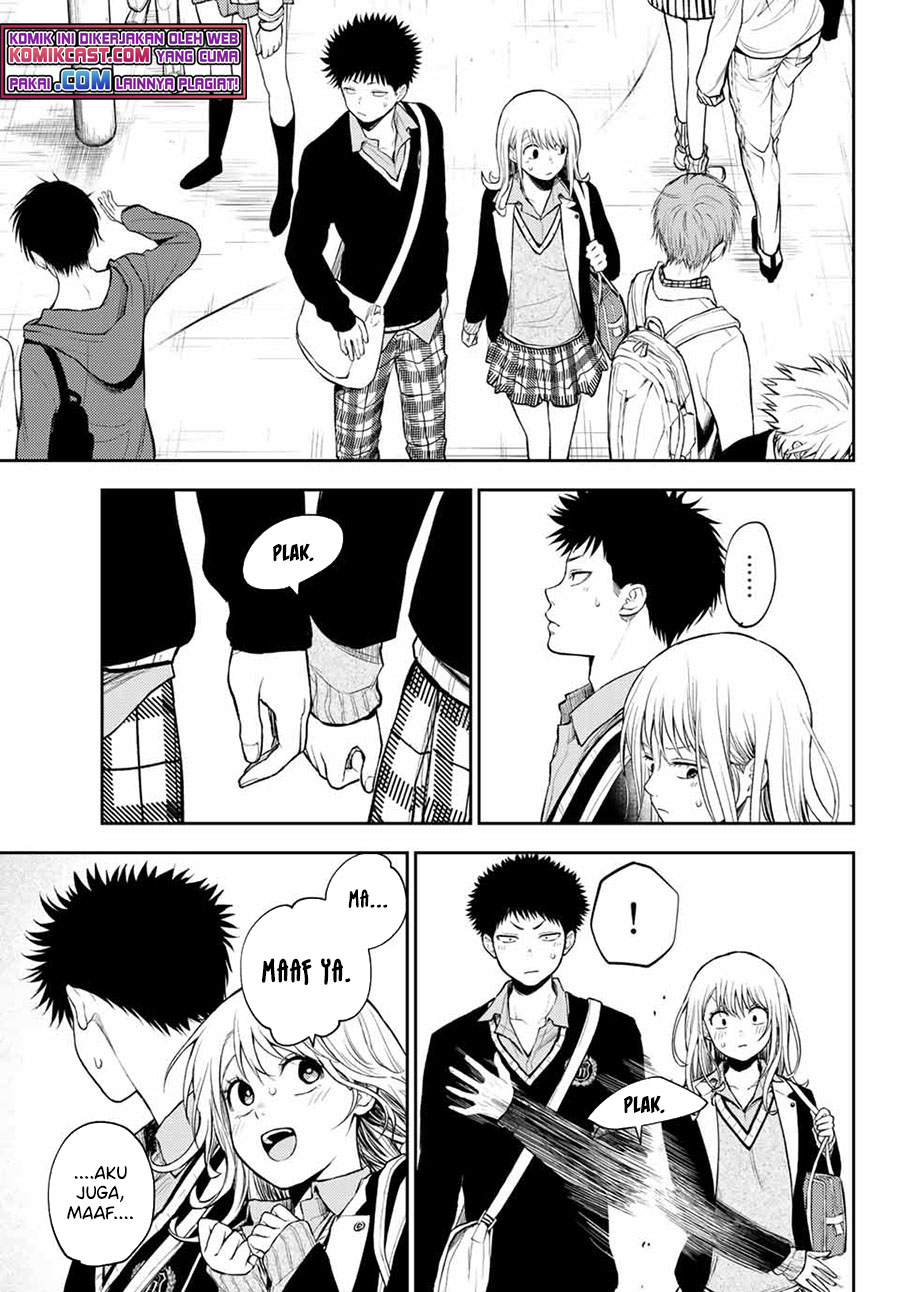 KOMIK INI DIKERJAKAN OLEH WEB
KOMIKCAST.COM YANG CUMA
PAKAI .COM LAINNYA PLAGIAT!
.........
PLAK.
!
PLAK.
MA...
MAAF YA.
....AKU
JUGA,
MAAF....